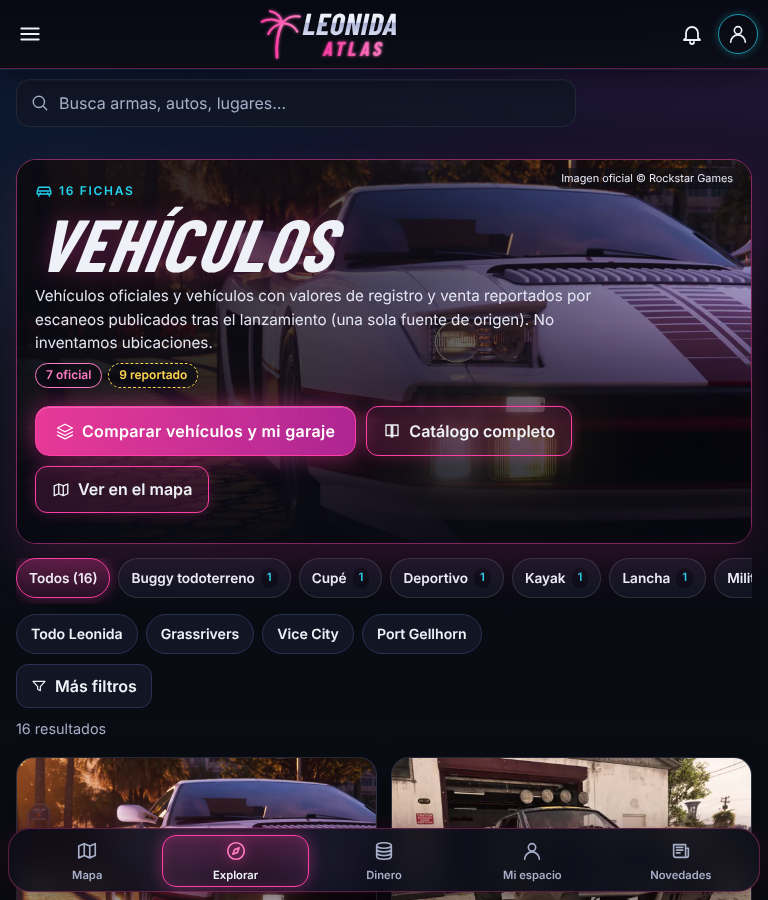 LEONIDA
ATLAS
Busca armas, autos, lugares...
Imagen oficial © Rockstar Games
16 FICHAS
VEHÍCULOS
Vehículos oficiales y vehículos con valores de registro y venta reportados por
escaneos publicados tras el lanzamiento (una sola fuente de origen). No
inventamos ubicaciones.
7 oficial 9 reportado
Comparar vehículos y mi garaje Catálogo completo
Ver en el mapa
Todos (16) Buggy todoterreno 1 Cupé 1 Deportivo 1 Kayak 1 Lancha 1 Milit
Todo Leonida Grassrivers Vice City Port Gellhorn
Más filtros
16 resultados
Mapa Explorar Dinero Mi espacio Novedades